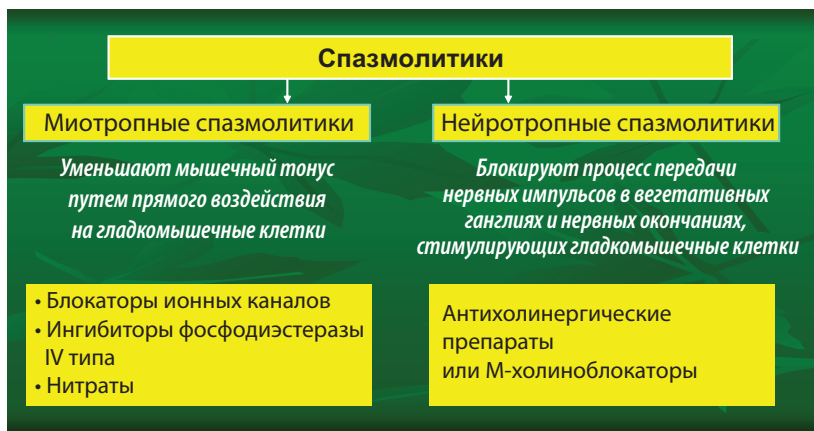 Спазмолитики
Миотропные спазмолитики
Уменьшают мышечный тонус
путем прямого воздействия
на гладкомышечные клетки
• Блокаторы ионных каналов
• Ингибиторы фосфодиэстеразы
IV типа
• Нитраты
Нейротропные спазмолитики
Блокируют процесс передачи
нервных импульсов в вегетативных
ганглиях и нервных окончаниях,
стимулирующих гладкомышечные клетки
Антихолинергические
препараты
или М-холиноблокаторы